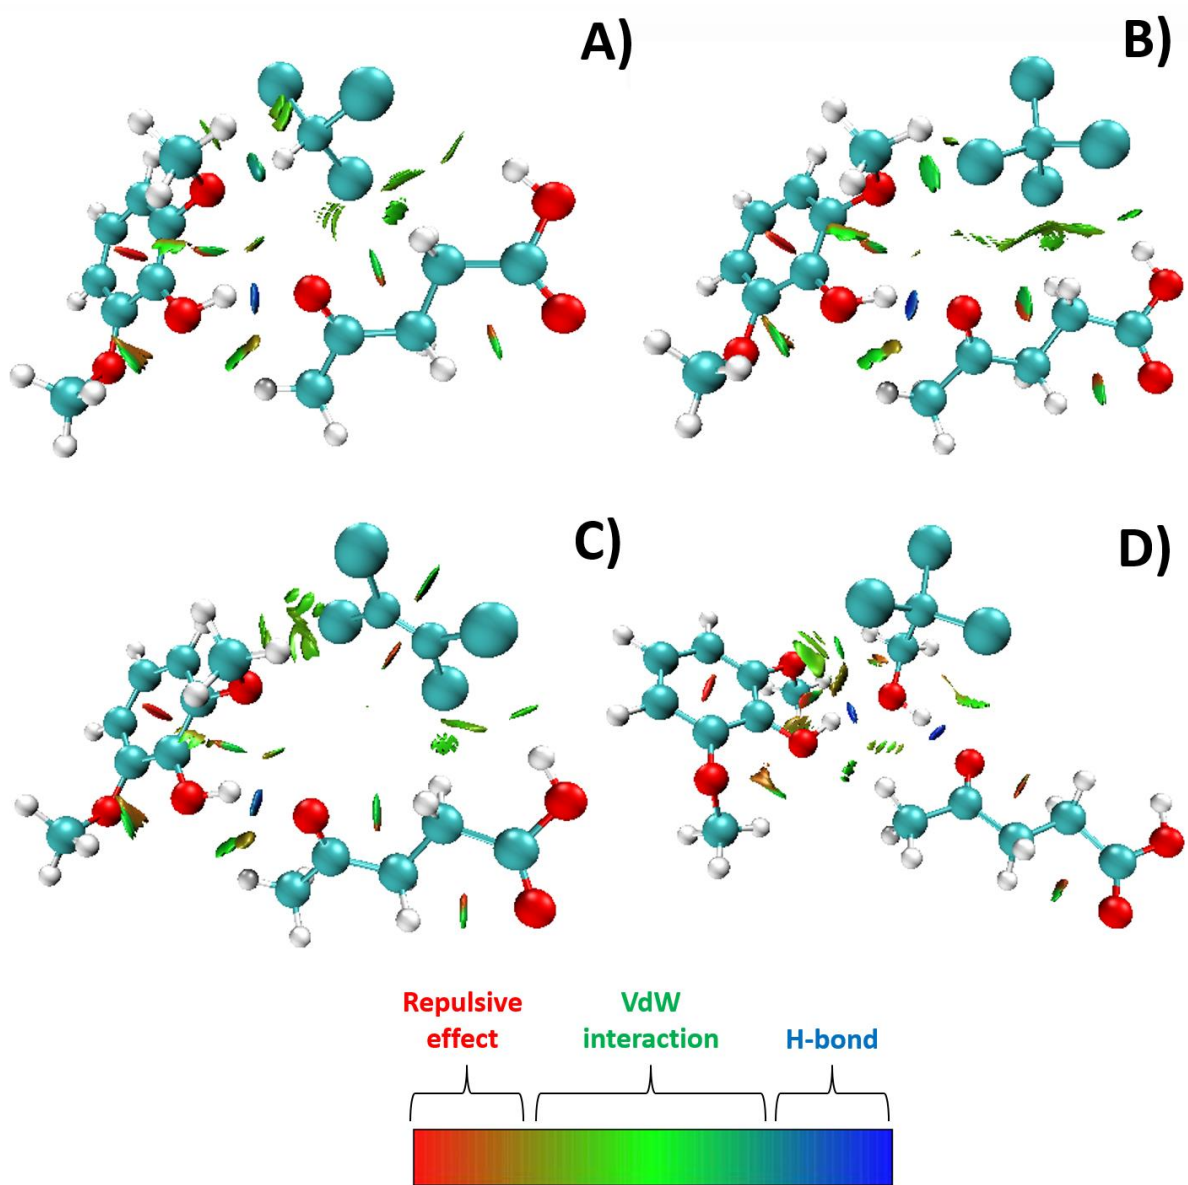 A)
B)
C)
D)
Repulsive
effect
VdW
interaction
H-bond